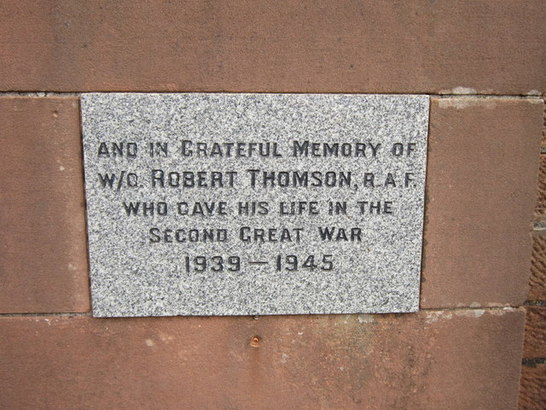 AND IN GRATEFUL MEMORY OF
W/O. ROBERT THOMSON, R.A.F.
WHO GAVE HIS LIFE IN THE
SECOND GREAT WAR
1939 — 1945